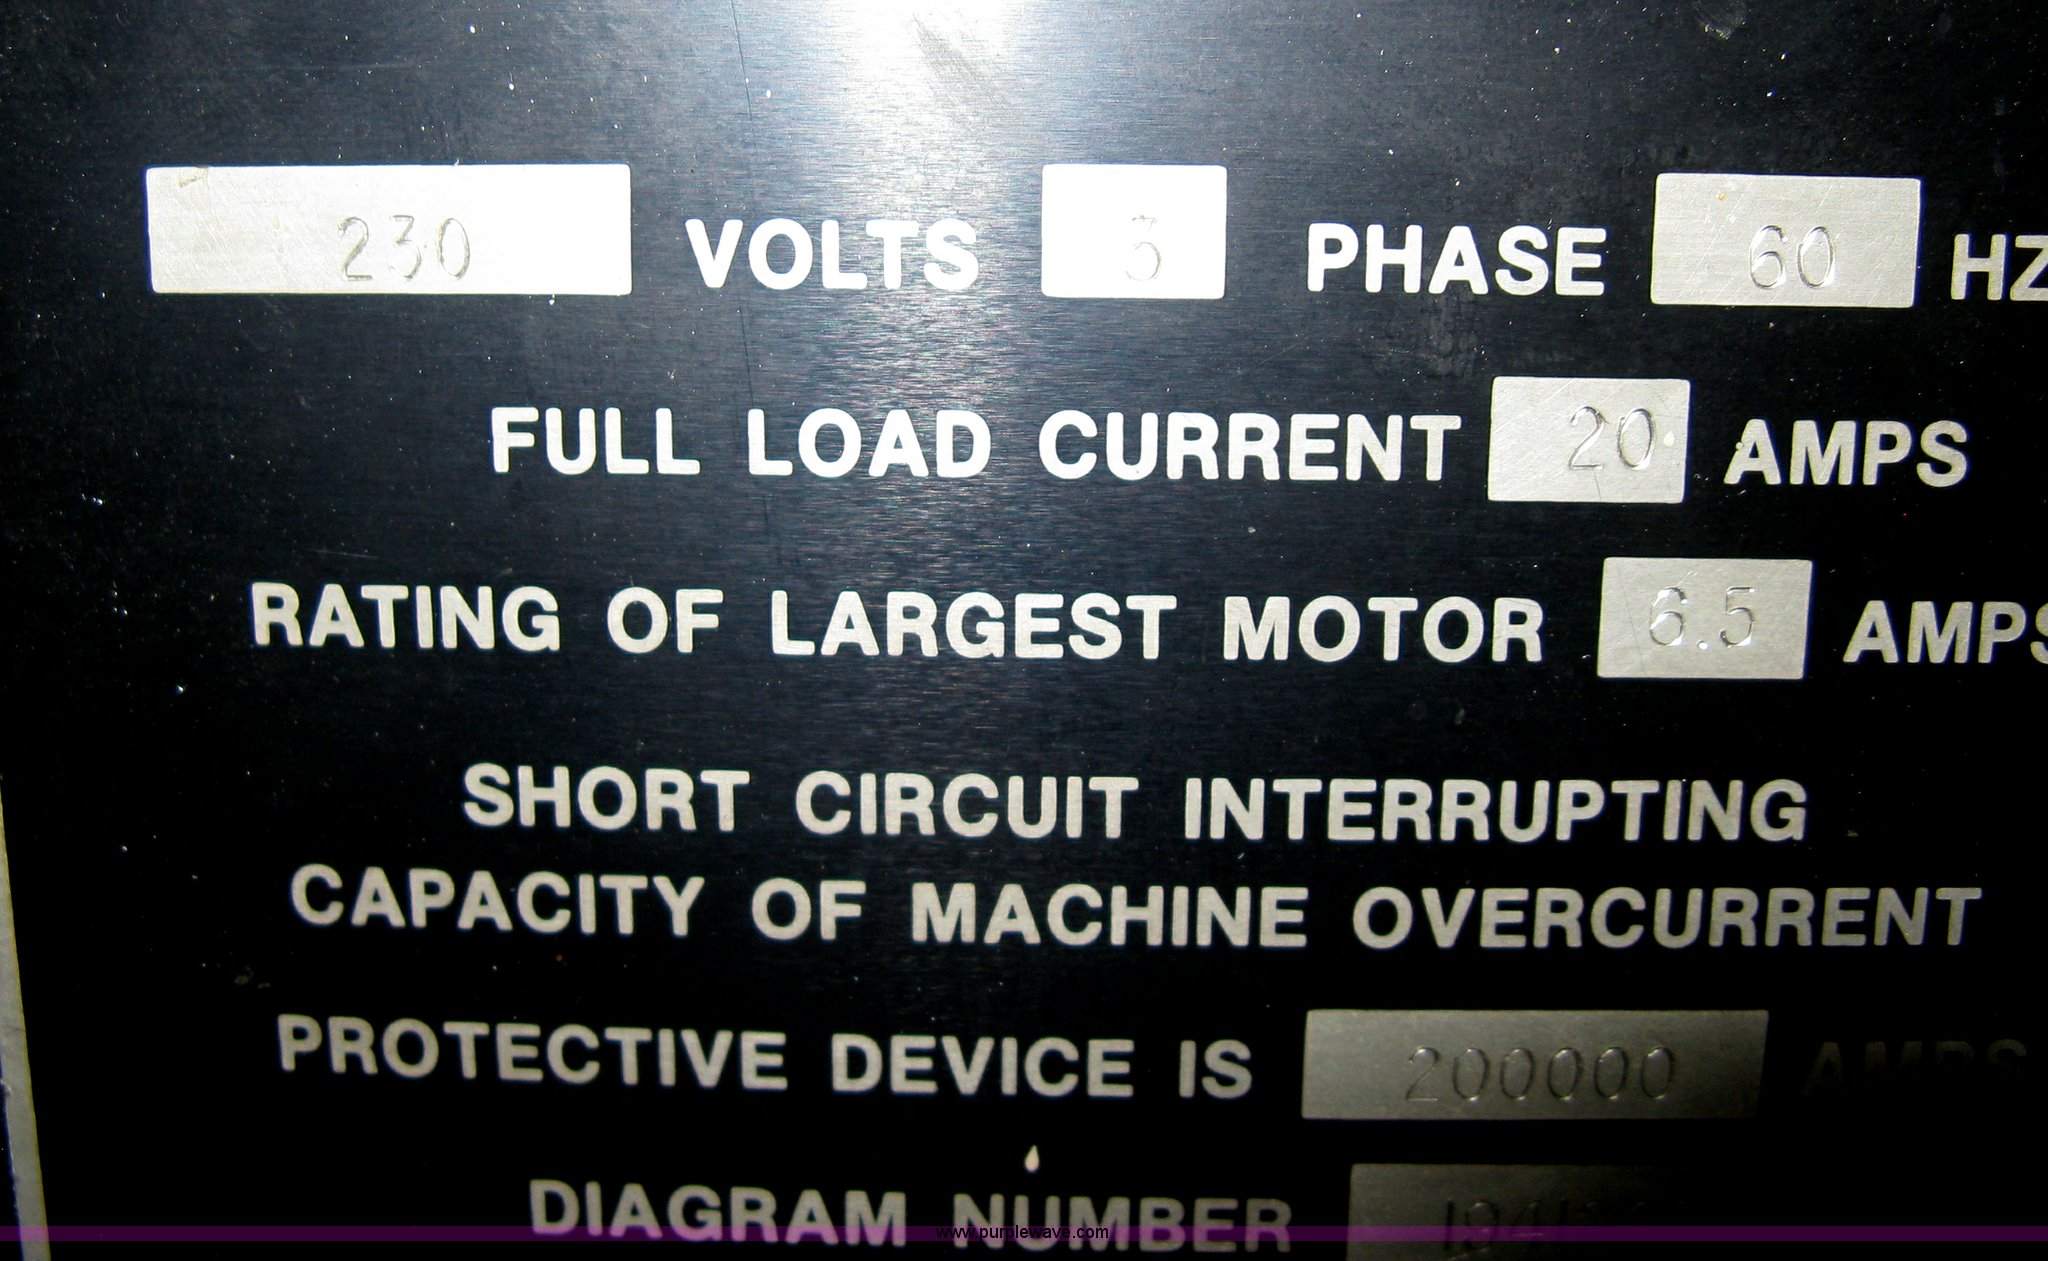 230 VOLTS 3 PHASE 60 HZ
FULL LOAD CURRENT 20 AMPS
RATING OF LARGEST MOTOR 6.5 AMPS
SHORT CIRCUIT INTERRUPTING
CAPACITY OF MACHINE OVERCURRENT
PROTECTIVE DEVICE IS 200000 AMPS
DIAGRAM NUMBER
www.purplewave.com